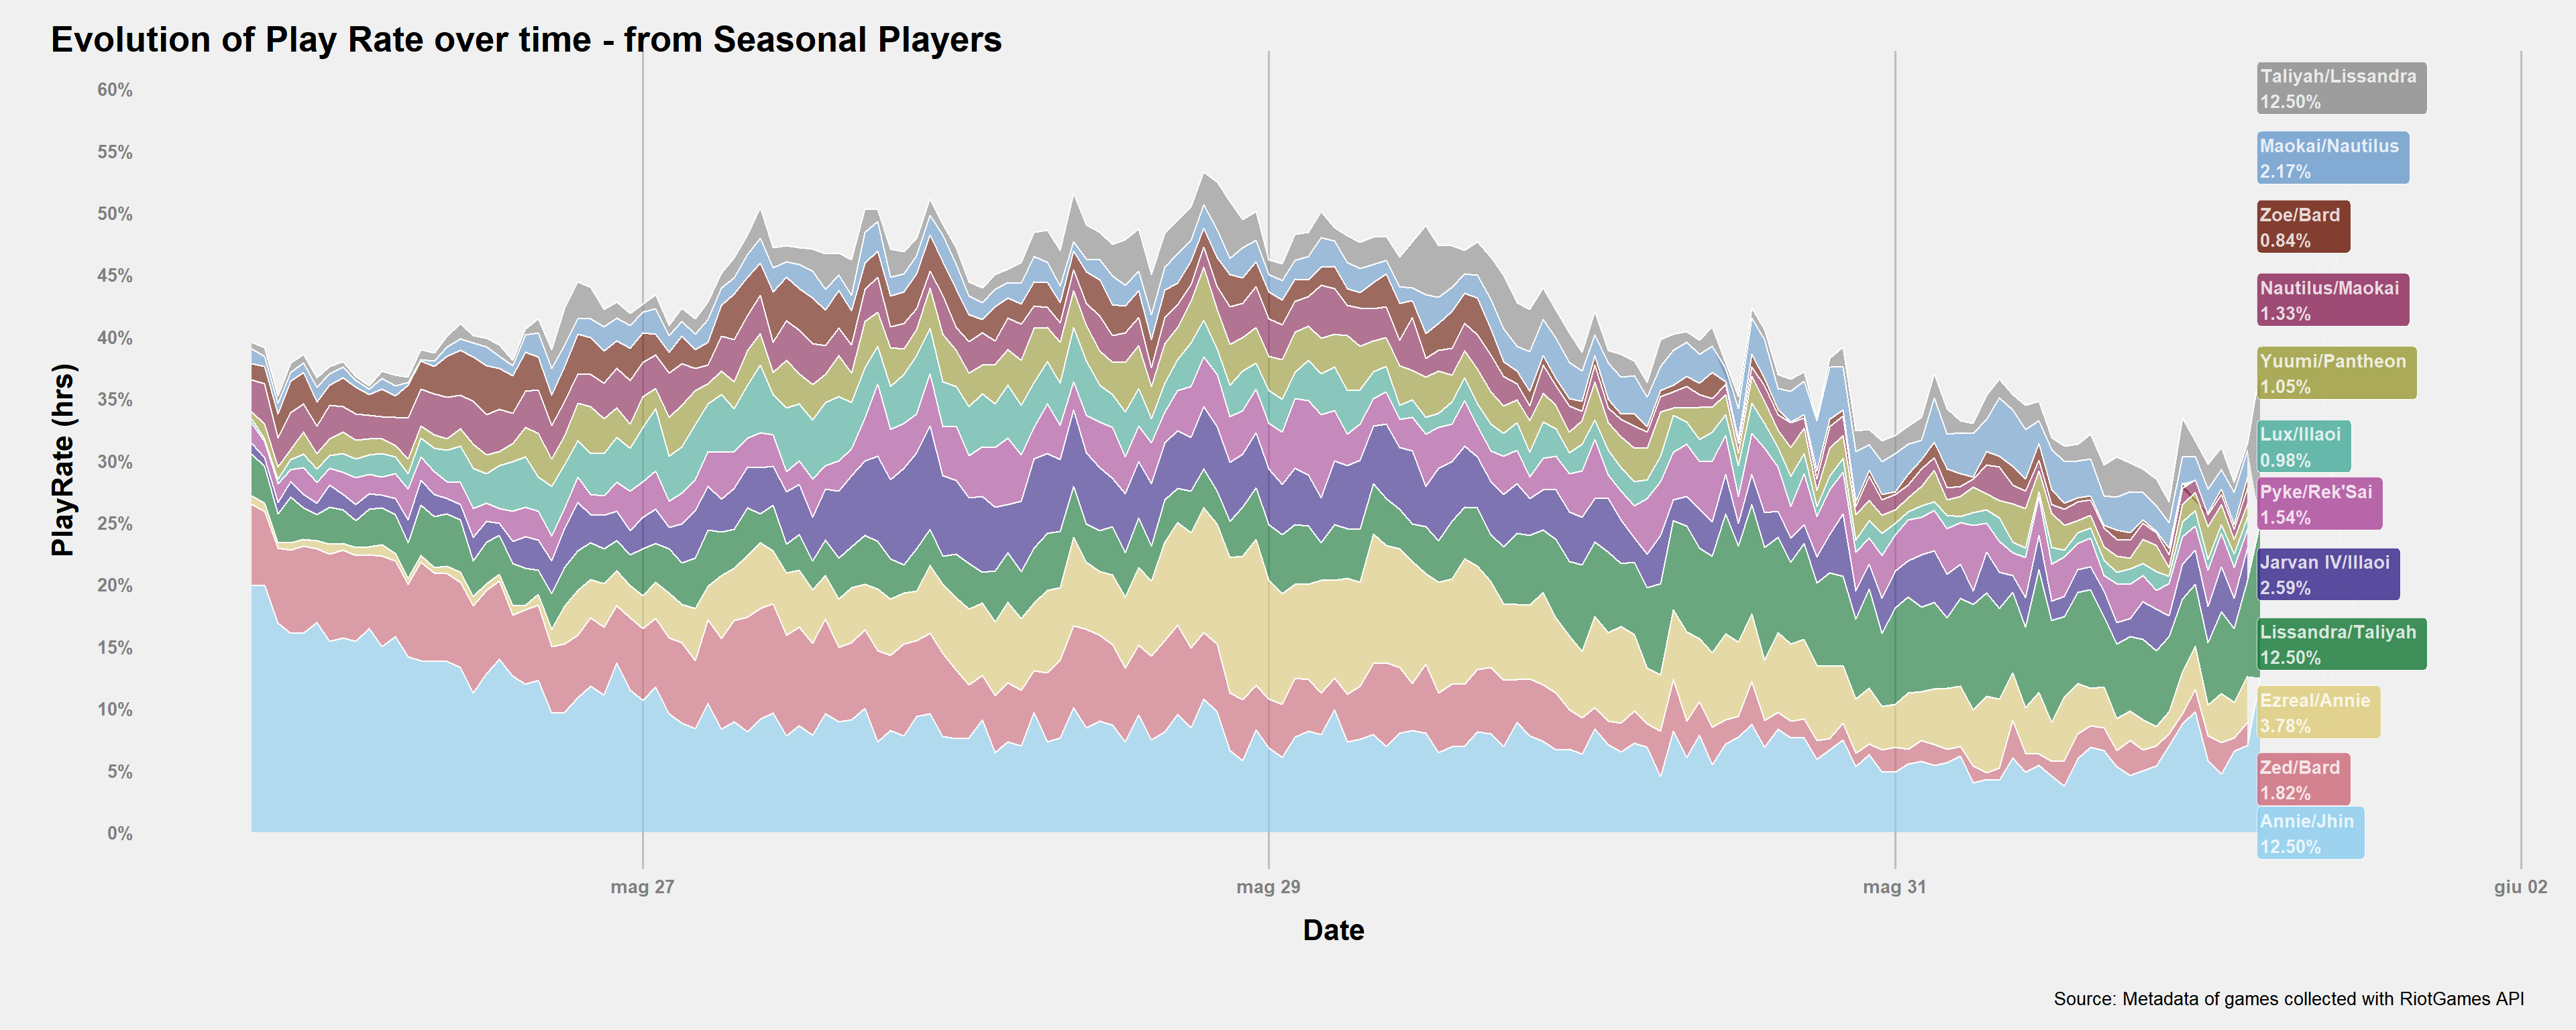 Evolution of Play Rate over time - from Seasonal Players
PlayRate (hrs)
60%
55%
50%
45%
40%
35%
30%
25%
20%
15%
10%
5%
0%
Taliyah/Lissandra
12.50%
Maokai/Nautilus
2.17%
Zoe/Bard
0.84%
Nautilus/Maokai
1.33%
Yuumi/Pantheon
1.05%
Lux/Illaoi
0.98%
Pyke/Rek'Sai
1.54%
Jarvan IV/Illaoi
2.59%
Lissandra/Taliyah
12.50%
Ezreal/Annie
3.78%
Zed/Bard
1.82%
Annie/Jhin
12.50%
mag 27
mag 29
mag 31
giu 02
Date
Source: Metadata of games collected with RiotGames API